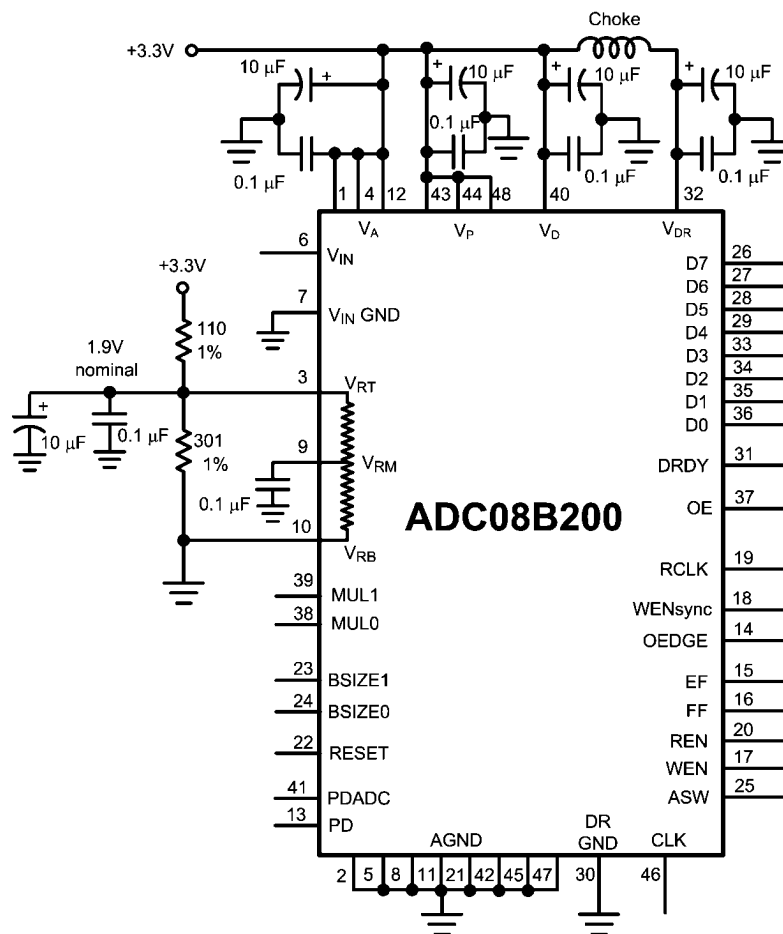 Choke
+3.3V
10 µF
+
+
10 µF
+
10 µF
+
10 µF
0.1 µF
0.1 µF
0.1 µF
0.1 µF
1 4 12 43 44 48 40 32
VA VP VD VDR
6 VIN
+3.3V
7 VIN GND
110
1%
1.9V
nominal
3 VRT
+
10 µF
0.1 µF
301
1%
9 VRM
0.1 µF
10 VRB
ADC08B200
39 MUL1
38 MUL0
23 BSIZE1
24 BSIZE0
22 RESET
41 PDADC
13 PD
D7 26
D6 27
D5 28
D4 29
D3 33
D2 34
D1 35
D0 36
DRDY 31
OE 37
RCLK 19
WENsync 18
OEDGE 14
EF 15
FF 16
REN 20
WEN 17
ASW 25
AGND
DR
GND
CLK
2 5 8 11 21 42 45 47 30 46